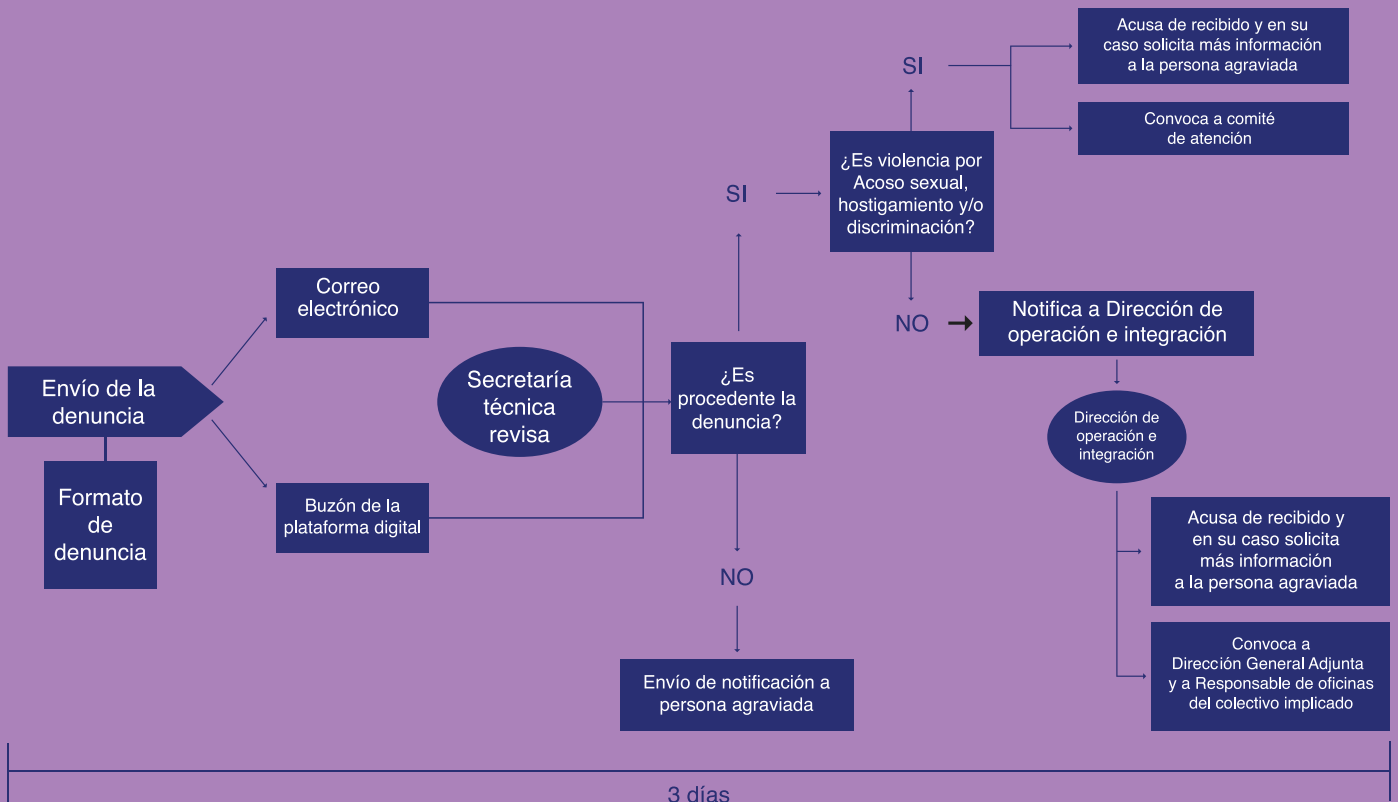 Envío de la
denuncia
Formato
de
denuncia
Correo
electrónico
Buzón de la
plataforma digital
Secretaría
técnica
revisa
¿Es
procedente la
denuncia?
SI
NO
Envío de notificación a
persona agraviada
¿Es violencia por
Acoso sexual,
hostigamiento y/o
discriminación?
SI
Acusa de recibido y en su
caso solicita más información
a la persona agraviada
Convoca a comité
de atención
NO
Notifica a Dirección de
operación e integración
Dirección de
operación e
integración
Acusa de recibido y
en su caso solicita
más información
a la persona agraviada
Convoca a
Dirección General Adjunta
y a Responsable de oficinas
del colectivo implicado
3 días